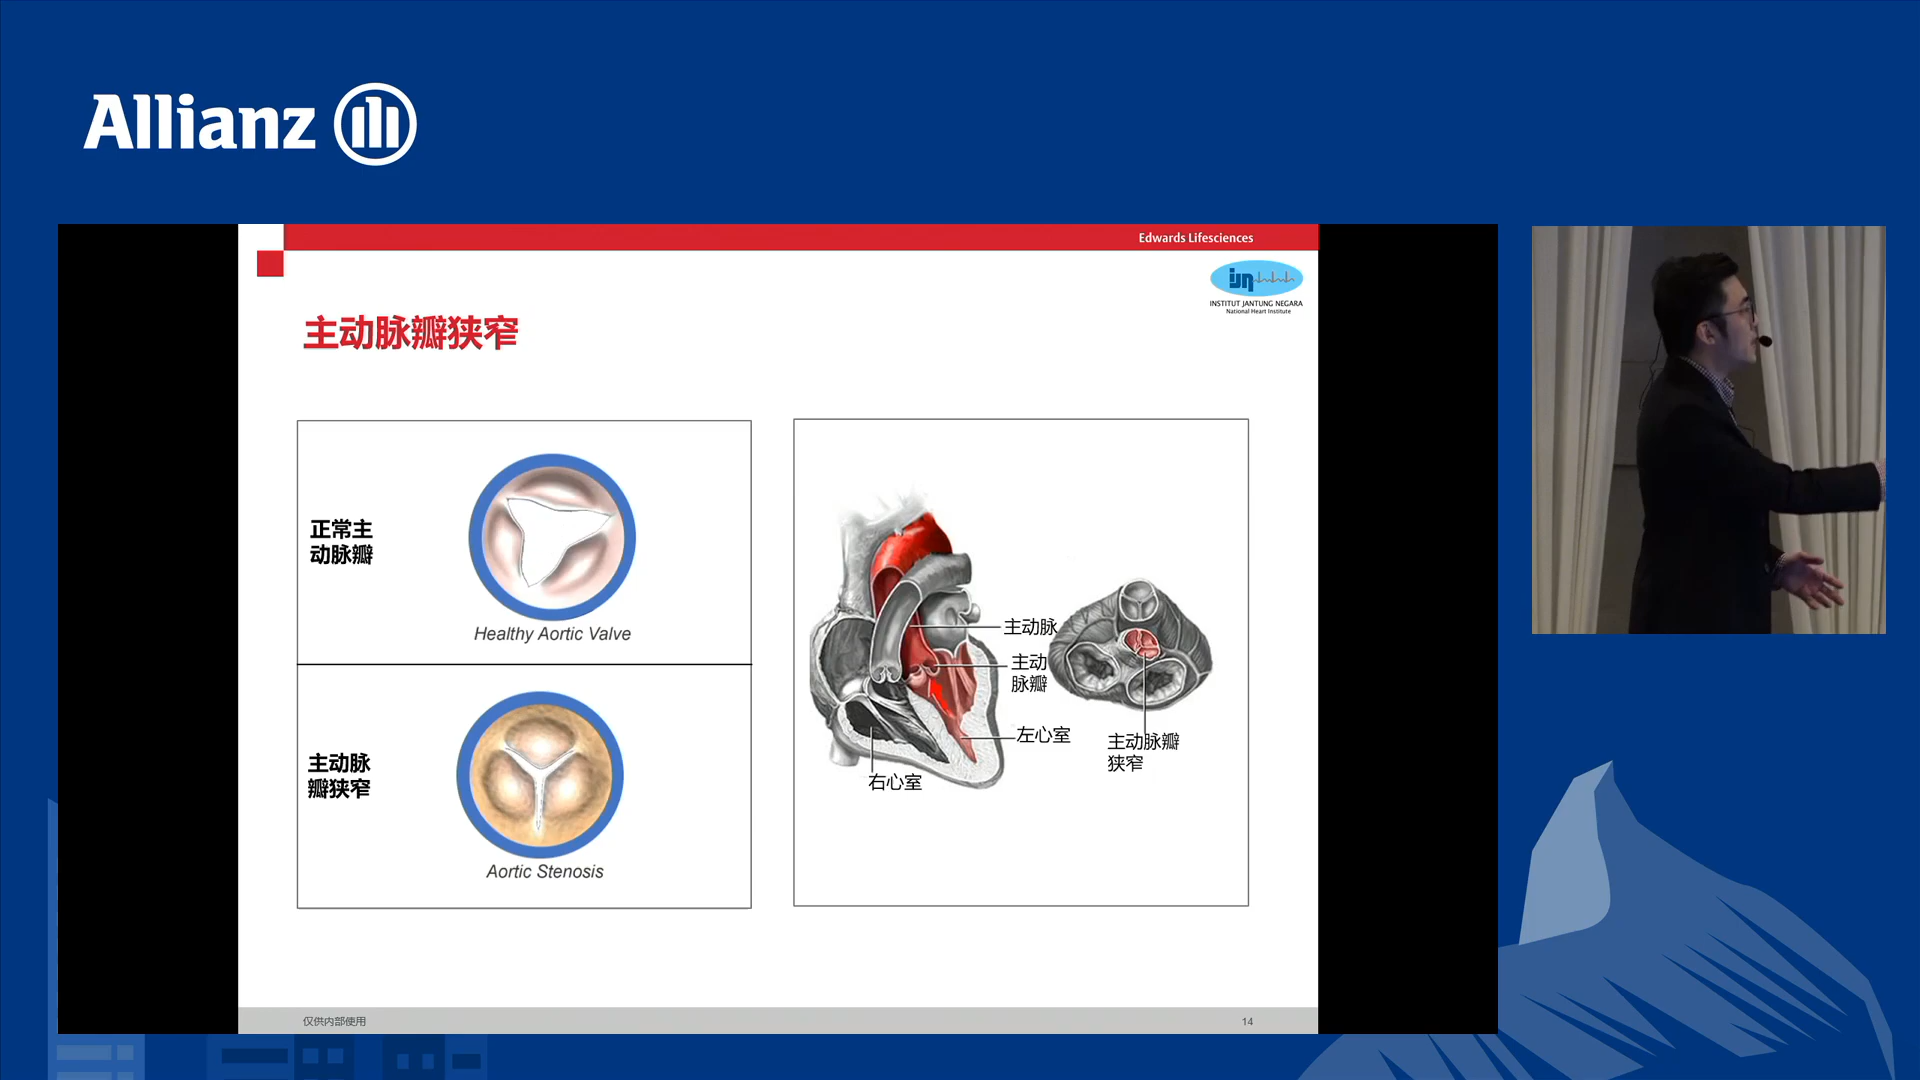 Allianz
Edwards Lifesciences
ijn
INSTITUT JANTUNG NEGARA
National Heart Institute
主动脉瓣狭窄
正常主
动脉瓣
Healthy Aortic Valve
主动脉
瓣狭窄
Aortic Stenosis
主动脉
主动
脉瓣
左心室
右心室
主动脉瓣
狭窄
仅供内部使用
14